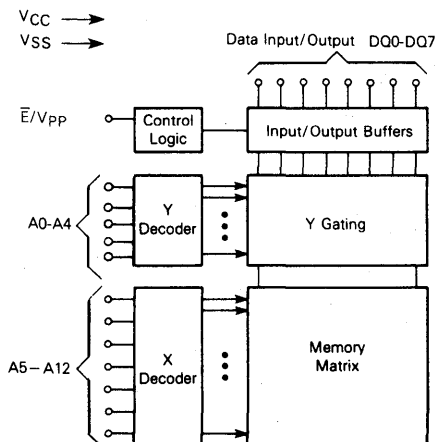 VCC
VSS
Data Input/Output DQ0-DQ7
E̅/VPP
Control
Logic
Input/Output Buffers
A0-A4
Y
Decoder
Y Gating
A5-A12
X
Decoder
Memory
Matrix